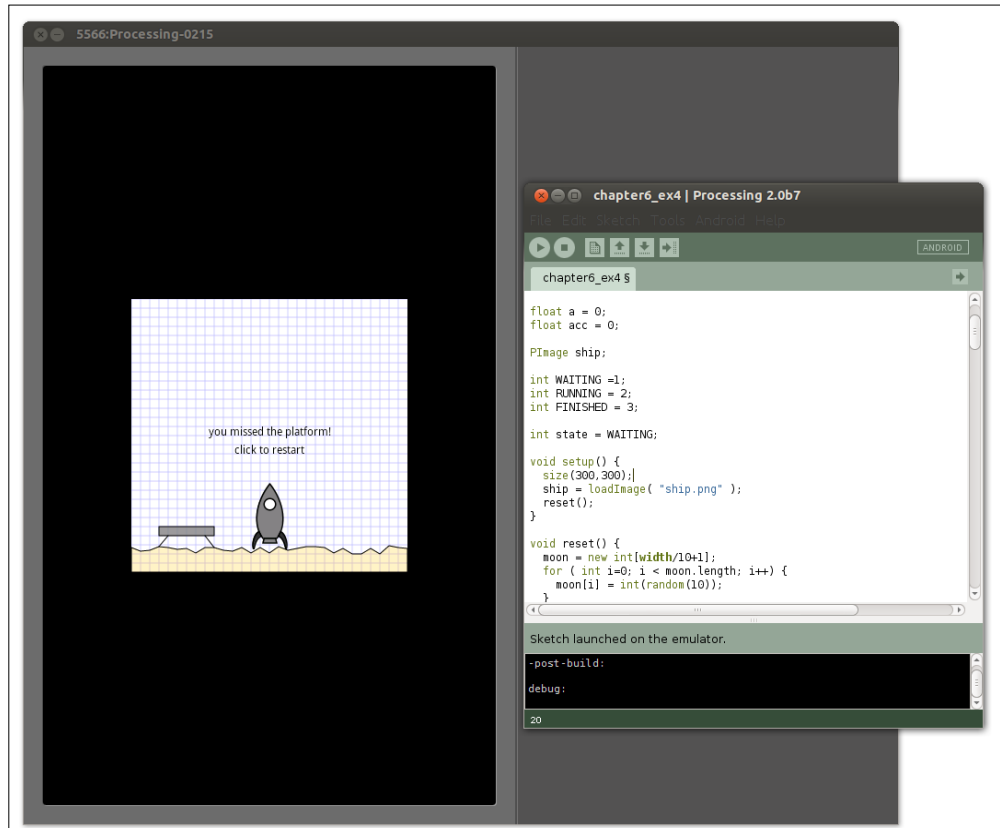 5566:Processing-0215
you missed the platform!
click to restart
chapter6_ex4 | Processing 2.0b7
File Edit Sketch Tools Android Help
ANDROID
chapter6_ex4 §
float a = 0;
float acc = 0;
PImage ship;
int WAITING =1;
int RUNNING = 2;
int FINISHED = 3;
int state = WAITING;
void setup() {
size(300,300);
ship = loadImage( "ship.png" );
reset();
}
void reset() {
moon = new int[width/10+1];
for ( int i=0; i < moon.length; i++) {
moon[i] = int(random(10));
}
Sketch launched on the emulator.
-post-build:
debug:
20